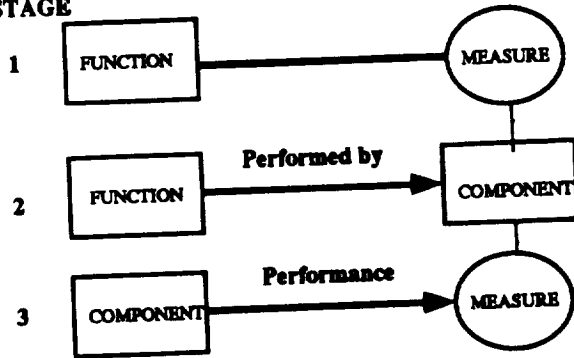 STAGE
1 FUNCTION MEASURE
Performed by
2 FUNCTION COMPONENT
Performance
3 COMPONENT MEASURE